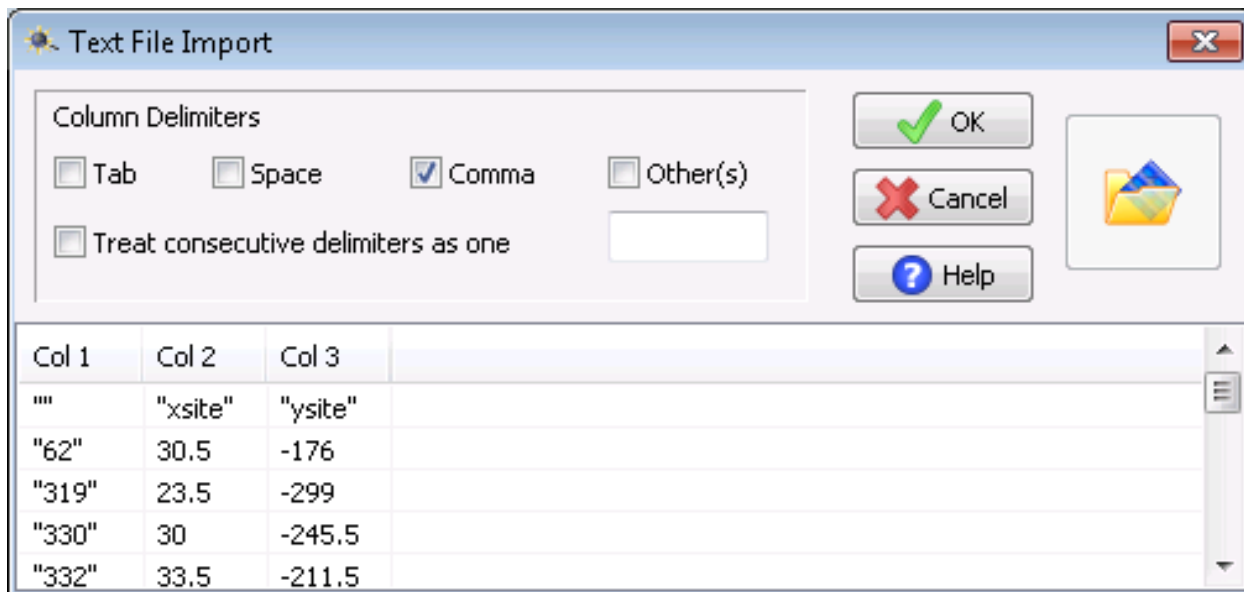 Text File Import
Column Delimiters
Tab Space Comma Other(s)
Treat consecutive delimiters as one
OK
Cancel
Help
Col 1 Col 2 Col 3
"" "xsite" "ysite"
"62" 30.5 -176
"319" 23.5 -299
"330" 30 -245.5
"332" 33.5 -211.5